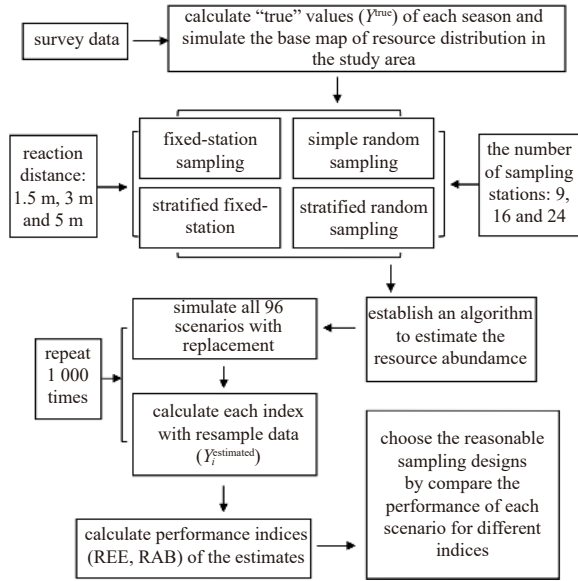 calculate “true” values (Y^true) of each season and
simulate the base map of resource distribution in
the study area
survey data
fixed-station
sampling
simple random
sampling
stratified fixed-
station
stratified random
sampling
reaction
distance:
1.5 m, 3 m
and 5 m
the number
of sampling
stations: 9,
16 and 24
establish an algorithm
to estimate the
resource abundamce
simulate all 96
scenarios with
replacement
repeat
1 000
times
calculate each index
with resample data
(Y_i^estimated)
calculate performance indices
(REE, RAB) of the estimates
choose the reasonable
sampling designs
by compare the
performance of each
scenario for different
indices